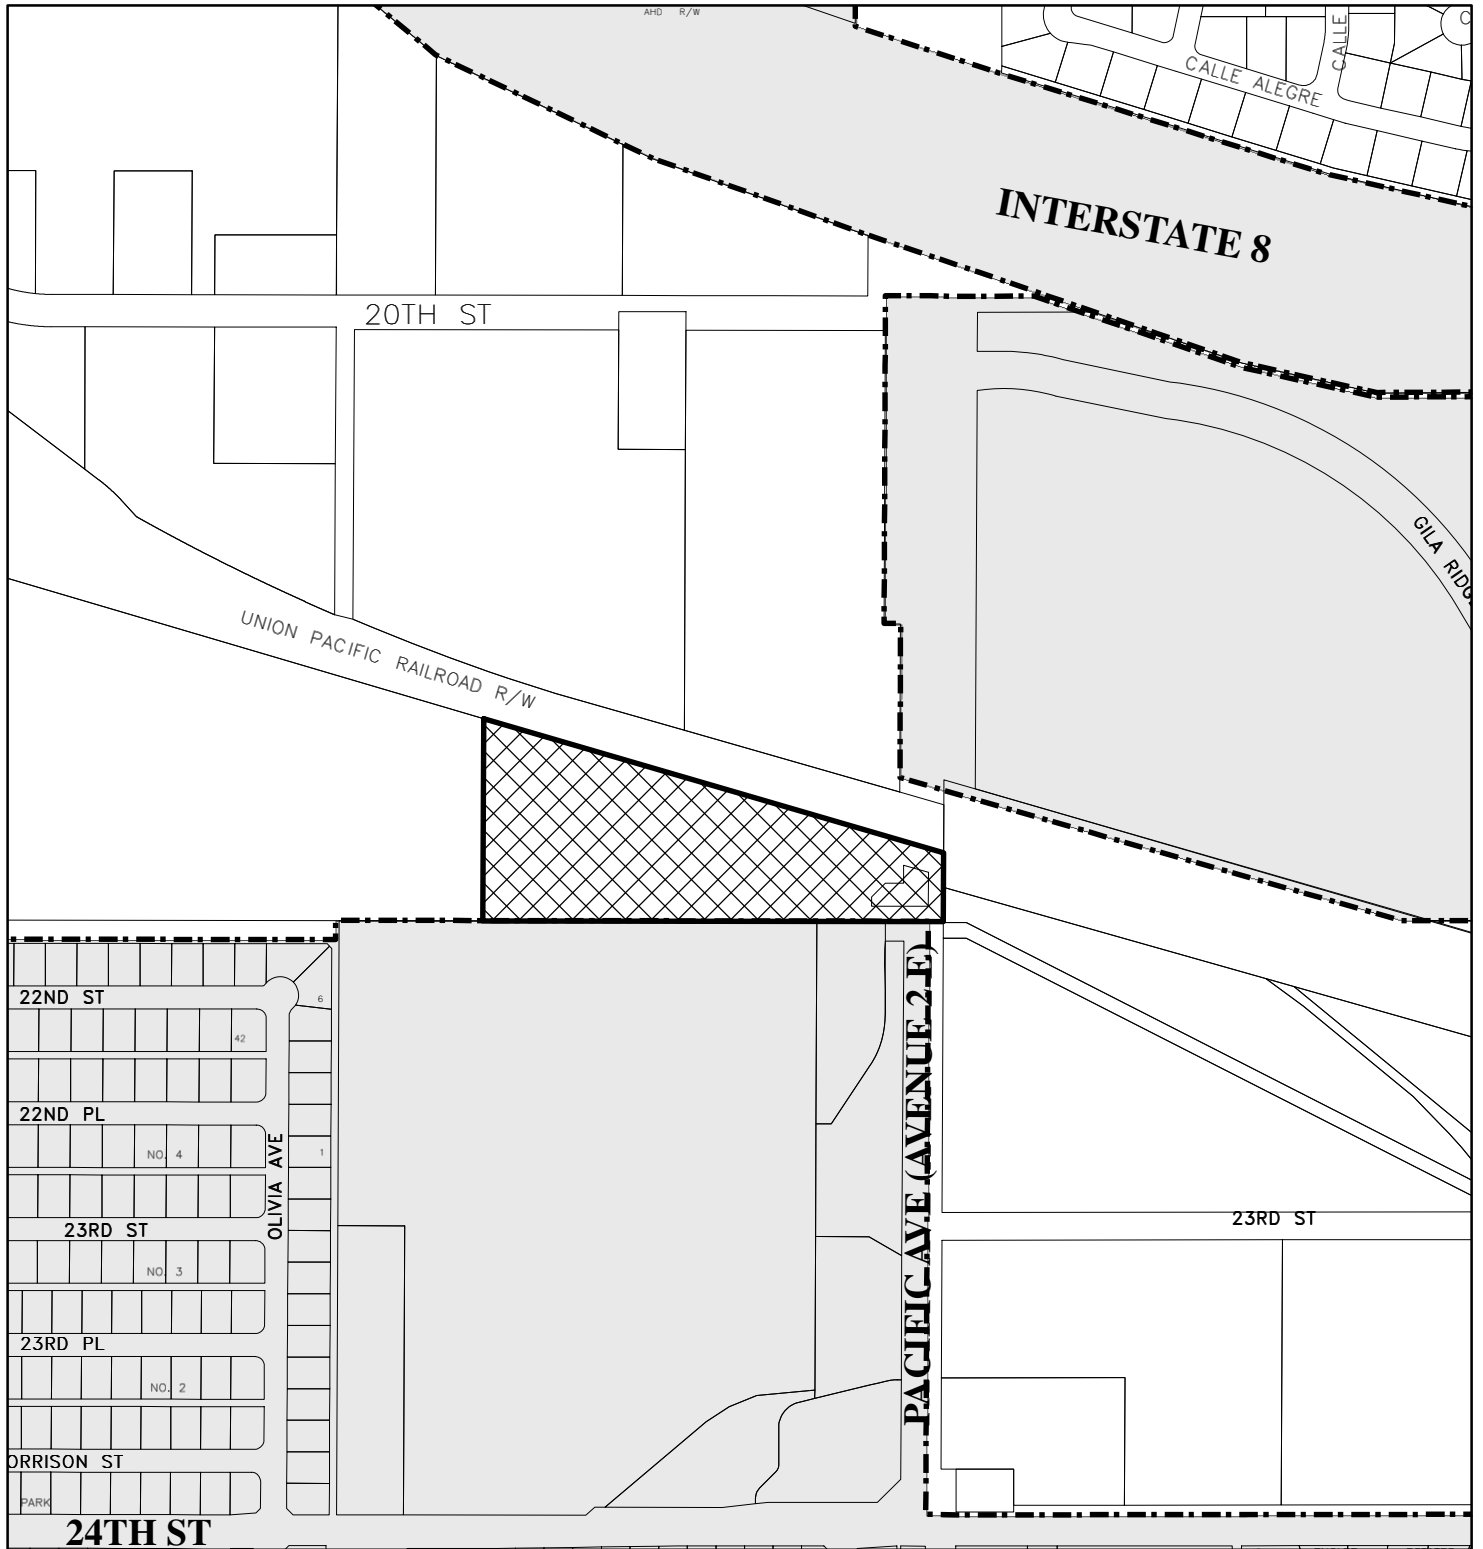 AHD R/W
C
CALLE
CALLE ALEGRE
INTERSTATE 8
20TH ST
GILA RIDG
UNION PACIFIC RAILROAD R/W
22ND ST
6
42
22ND PL
NO. 4
1
OLIVIA AVE
PACIFIC AVE (AVENUE 2 E)
23RD ST
23RD ST
NO. 3
23RD PL
NO. 2
ORRISON ST
PARK
24TH ST